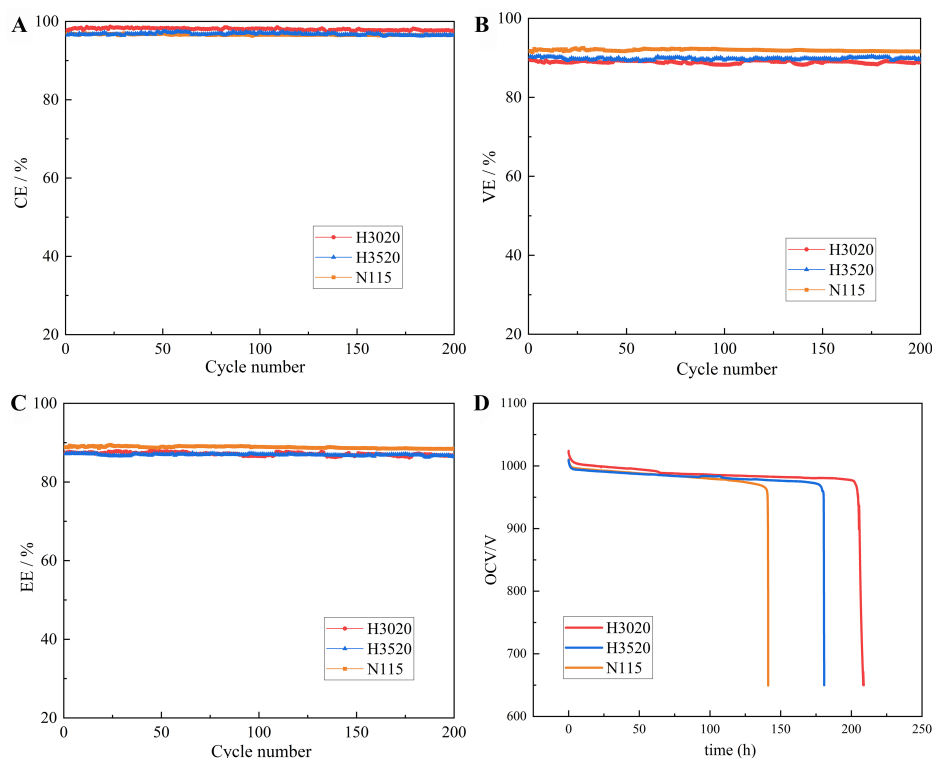 A
100
80
60
40
20
CE / %
H3020
H3520
N115
0
50
100
150
200
Cycle number
B
100
80
60
40
20
VE / %
H3020
H3520
N115
0
50
100
150
200
Cycle number
C
100
80
60
40
20
EE / %
H3020
H3520
N115
0
50
100
150
200
Cycle number
D
1100
1000
900
800
700
600
OCV/V
H3020
H3520
N115
0
50
100
150
200
250
time (h)